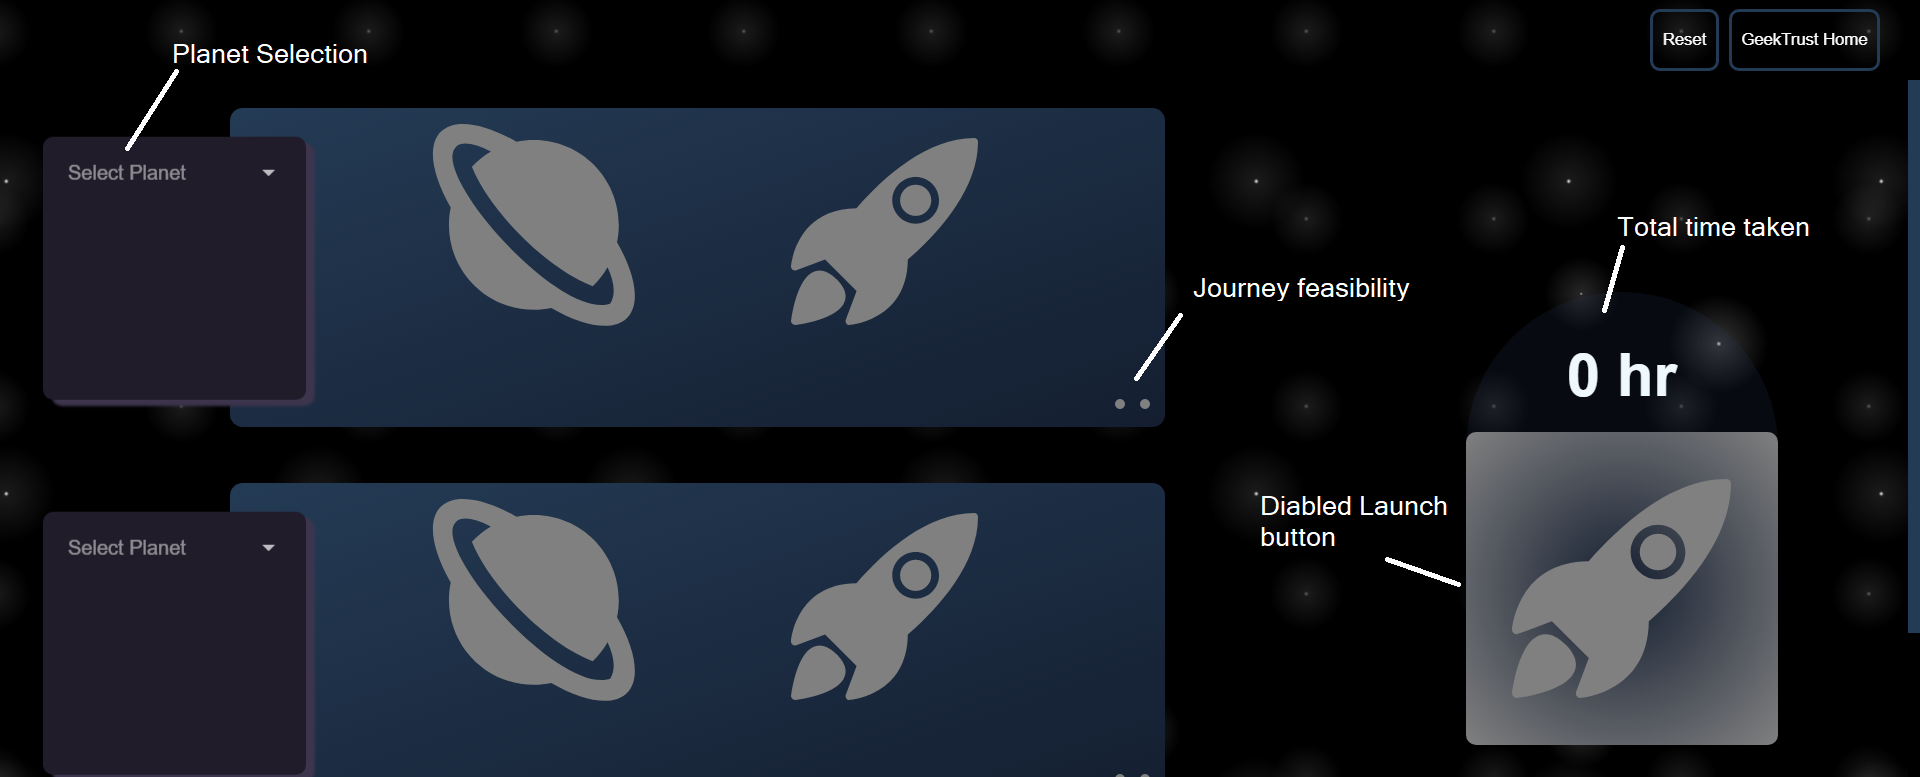 Planet Selection
Reset
GeekTrust Home
Select Planet
Total time taken
Journey feasibility
0 hr
Diabled Launch
button
Select Planet